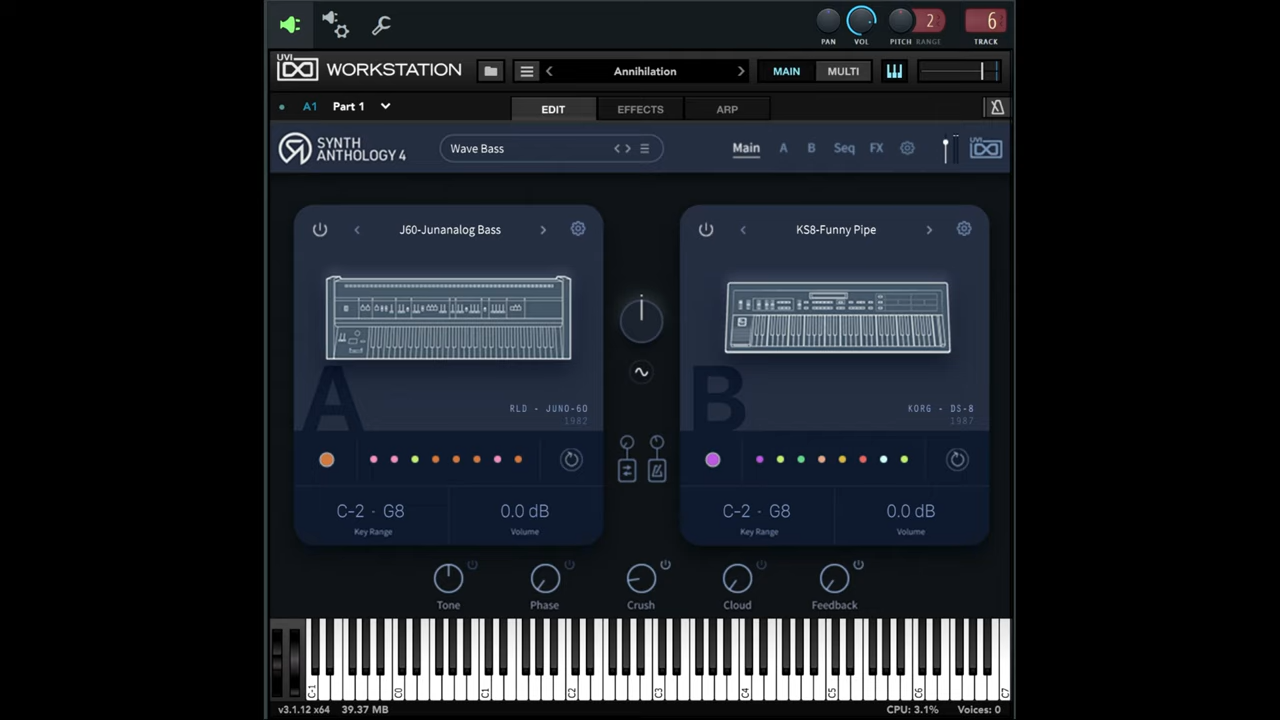 2 6
PAN VOL PITCH RANGE TRACK
UVI WORKSTATION Annihilation MAIN MULTI
A1 Part 1 EDIT EFFECTS ARP
SYNTH
ANTHOLOGY 4
Wave Bass
Main A B Seq FX
J60-Junanalog Bass
KS8-Funny Pipe
A
B
RLD - JUNO-60
1982
KORG - DS-8
1987
C-2 - G8 0.0 dB
Key Range Volume
C-2 - G8 0.0 dB
Key Range Volume
Tone Phase Crush Cloud Feedback
C-1 C0 C1 C2 C3 C4 C5 C6 C7
v3.1.12 x64 39.37 MB CPU: 3.1% Voices: 0